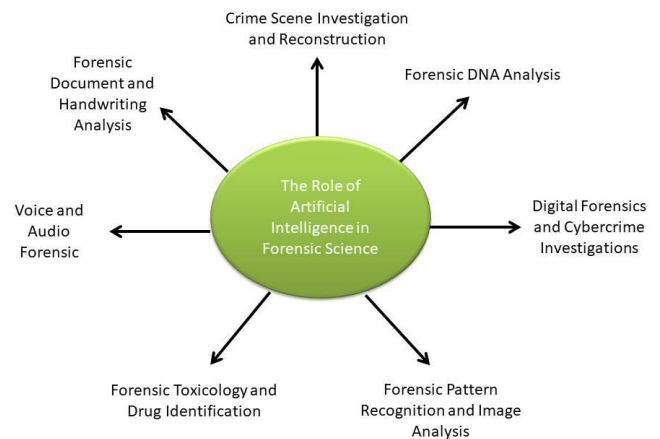 Crime Scene Investigation
and Reconstruction
Forensic DNA Analysis
Digital Forensics
and Cybercrime
Investigations
Forensic Pattern
Recognition and Image
Analysis
Forensic Toxicology and
Drug Identification
Voice and
Audio
Forensic
Forensic
Document and
Handwriting
Analysis
The Role of
Artificial
Intelligence in
Forensic Science